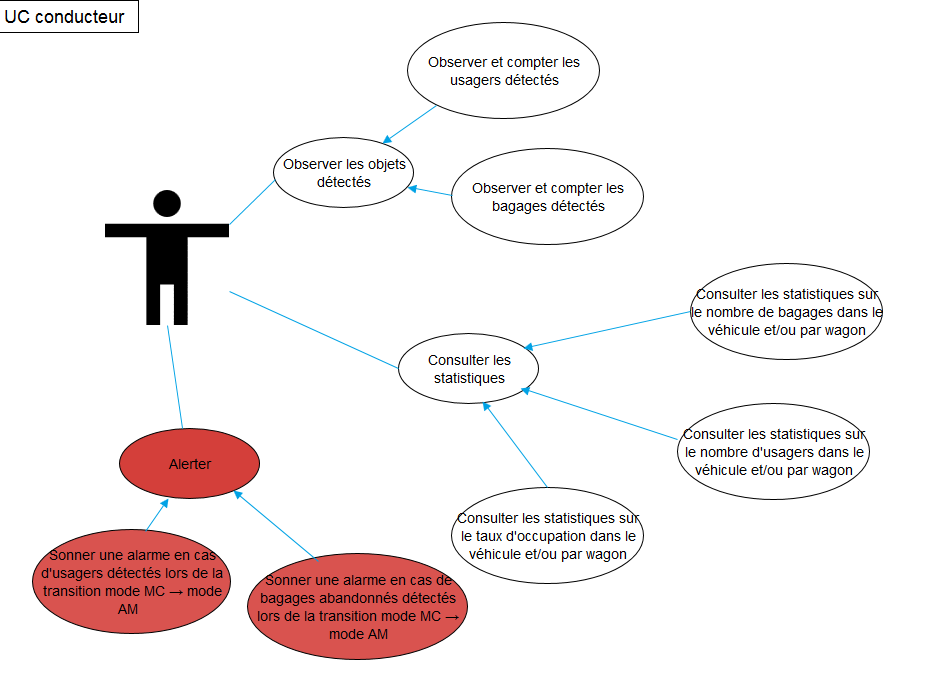 UC conducteur
Observer et compter les
usagers détectés
Observer les objets
détectés
Observer et compter les
bagages détectés
Consulter les statistiques sur
le nombre de bagages dans le
véhicule et/ou par wagon
Consulter les
statistiques
Consulter les statistiques sur
le nombre d'usagers dans le
véhicule et/ou par wagon
Alerter
Consulter les statistiques sur
le taux d'occupation dans le
véhicule et/ou par wagon
Sonner une alarme en cas
d'usagers détectés lors de la
transition mode MC → mode
AM
Sonner une alarme en cas de
bagages abandonnés détectés
lors de la transition mode MC →
mode AM